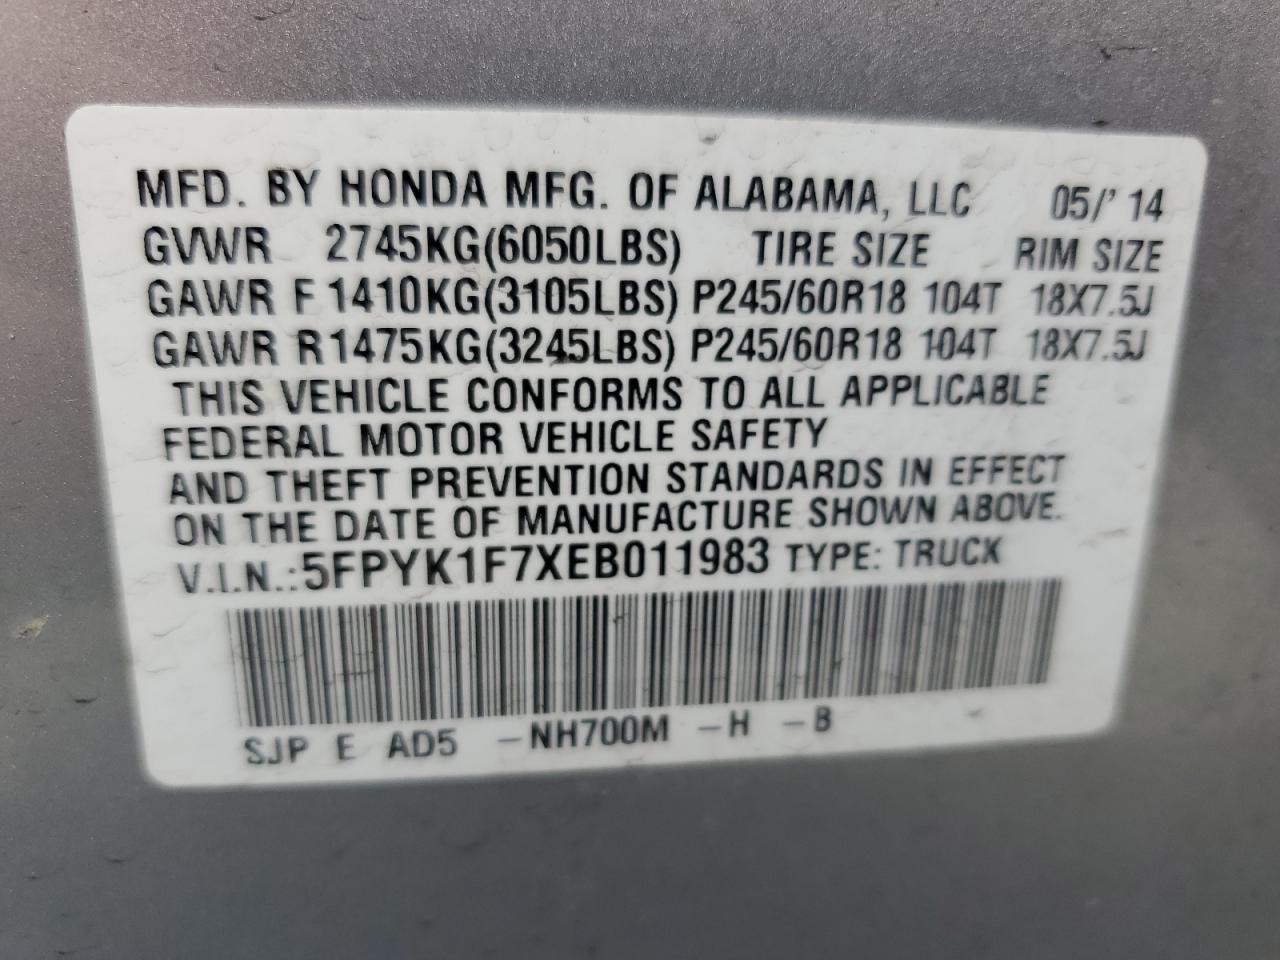 MFD. BY HONDA MFG. OF ALABAMA, LLC 05/'14
GVWR 2745KG(6050LBS) TIRE SIZE RIM SIZE
GAWR F 1410KG(3105LBS) P245/60R18 104T 18X7.5J
GAWR R 1475KG(3245LBS) P245/60R18 104T 18X7.5J
THIS VEHICLE CONFORMS TO ALL APPLICABLE
FEDERAL MOTOR VEHICLE SAFETY
AND THEFT PREVENTION STANDARDS IN EFFECT
ON THE DATE OF MANUFACTURE SHOWN ABOVE.
V.I.N.:5FPYK1F7XEB011983 TYPE: TRUCK
SJP E AD5 -NH700M -H -B